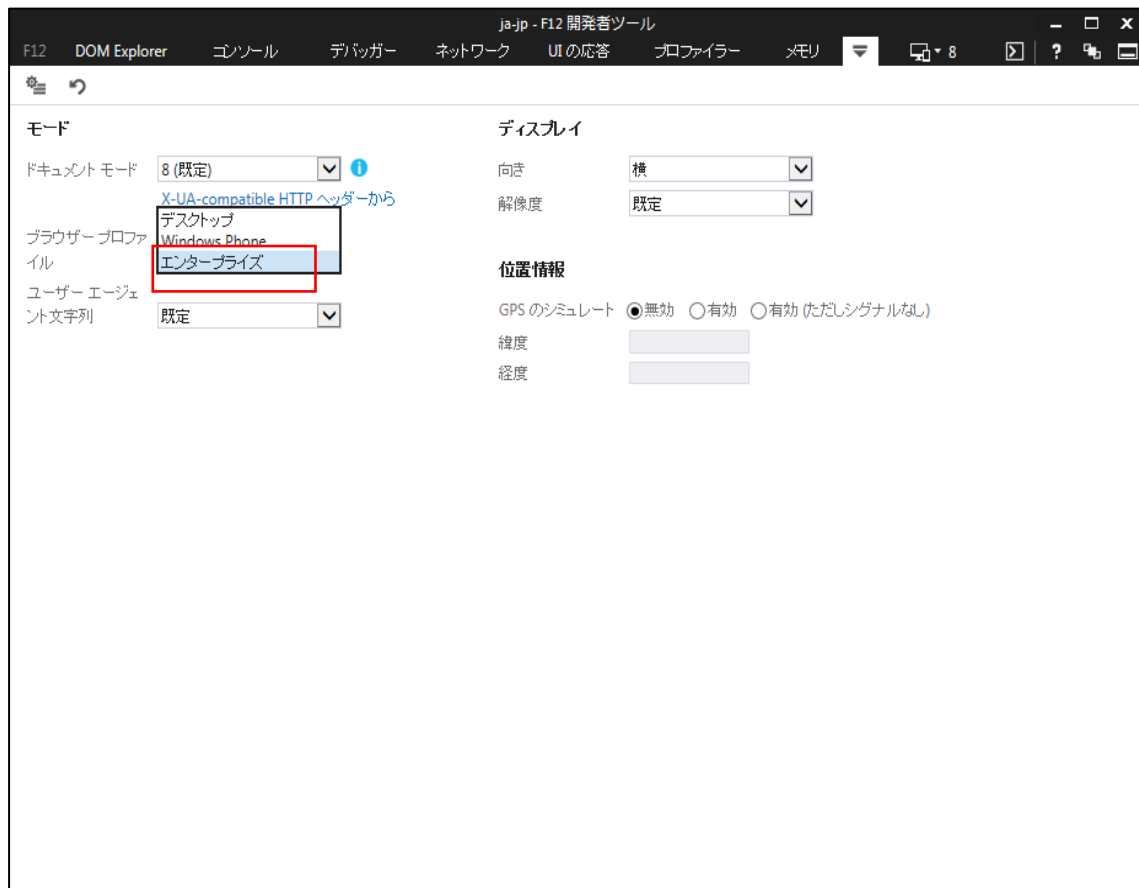 ja-jp - F12 開発者ツール
F12 DOM Explorer コンソール デバッガー ネットワーク UI の応答 プロファイラー メモリ 8 ?
モード
ドキュメント モード 8 (既定)
X-UA-compatible HTTP ヘッダーから
デスクトップ
ブラウザー プロファ Windows Phone
イル エンタープライズ
ユーザー エージェ
ント文字列 既定
ディスプレイ
向き 横
解像度 既定
位置情報
GPS のシミュレート 無効 有効 有効 (ただしシグナルなし)
緯度
経度